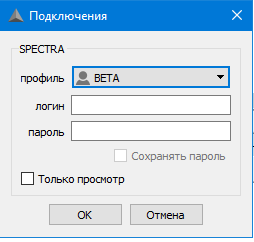 Подключения
SPECTRA
профиль BETA
логин
пароль
Сохранять пароль
Только просмотр
OK Отмена